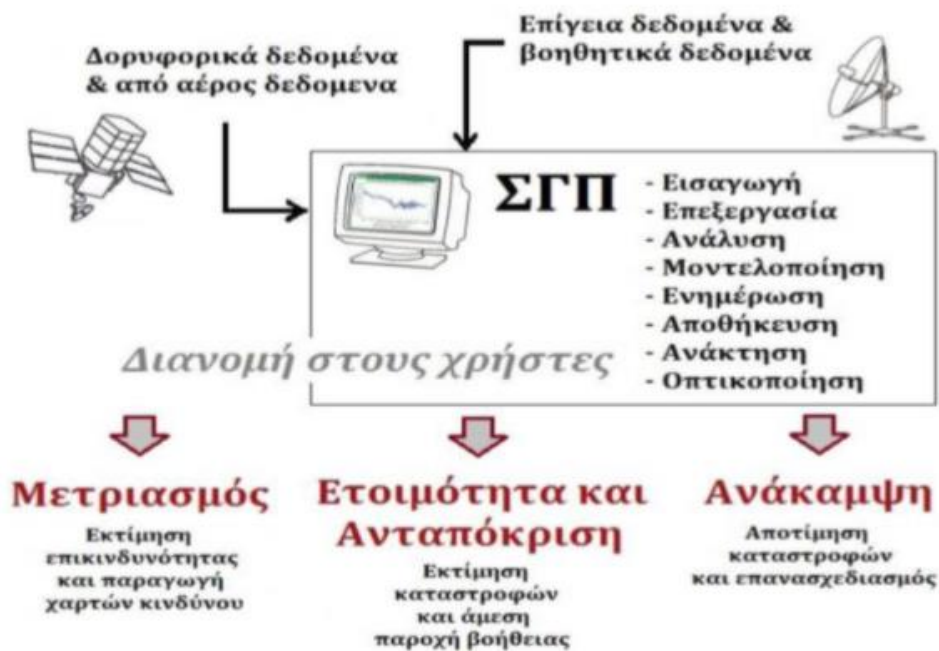 Δορυφορικά δεδομένα
& από αέρος δεδομενα
Επίγεια δεδομένα &
βοηθητικά δεδομένα
ΣΓΠ
- Εισαγωγή
- Επεξεργασία
- Ανάλυση
- Μοντελοποίηση
- Ενημέρωση
- Αποθήκευση
- Ανάκτηση
- Οπτικοποίηση
Διανομή στους χρήστες
Μετριασμός
Εκτίμηση
επικινδυνότητας
και παραγωγή
χαρτών κινδύνου
Ετοιμότητα και
Ανταπόκριση
Εκτίμηση
καταστροφών
και άμεση
παροχή βοήθειας
Ανάκαμψη
Αποτίμηση
καταστροφών
και επανασχεδιασμός